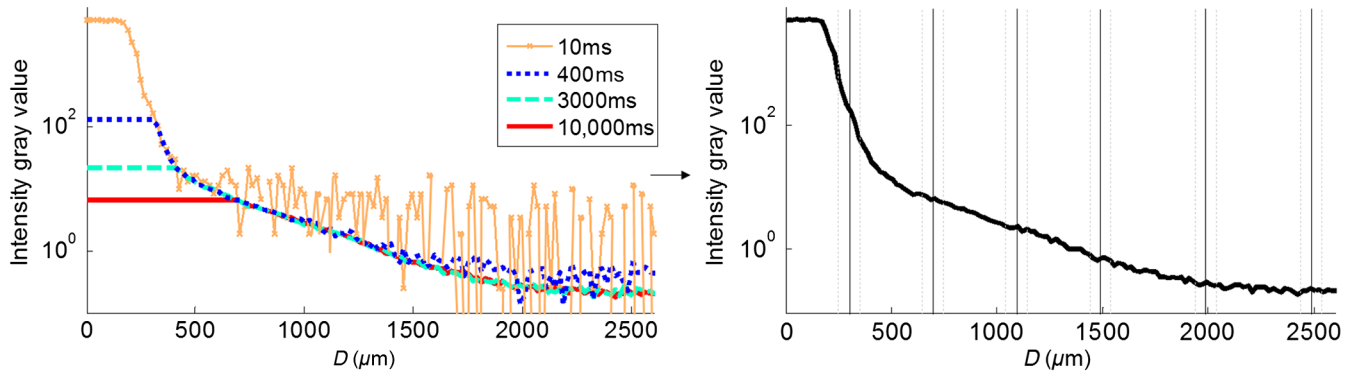 Intensity gray value
10²
10⁰
10ms
400ms
3000ms
10,000ms
0 500 1000 1500 2000 2500
D (µm)
Intensity gray value
10²
10⁰
0 500 1000 1500 2000 2500
D (µm)